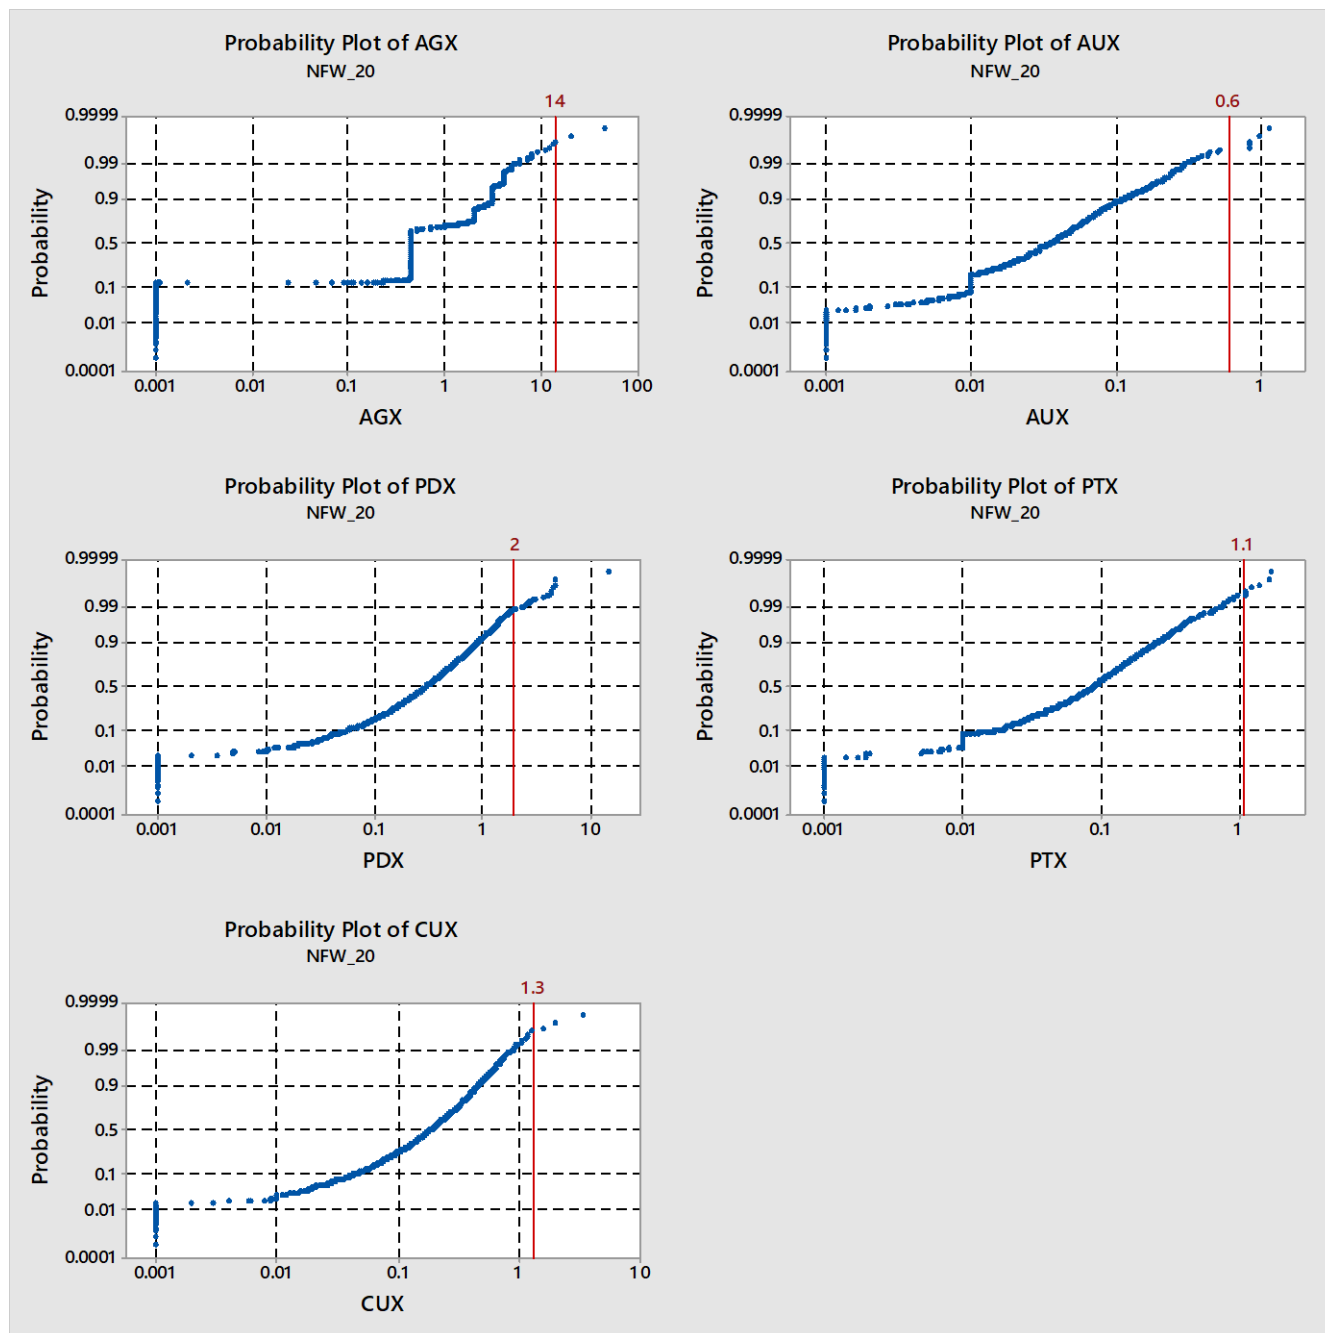 Probability Plot of AGX
NFW_20
14
0.9999
0.99
0.9
0.5
0.1
0.01
0.0001
Probability
0.001 0.01 0.1 1 10 100
AGX
Probability Plot of AUX
NFW_20
0.6
0.9999
0.99
0.9
0.5
0.1
0.01
0.0001
Probability
0.001 0.01 0.1 1
AUX
Probability Plot of PDX
NFW_20
2
0.9999
0.99
0.9
0.5
0.1
0.01
0.0001
Probability
0.001 0.01 0.1 1 10
PDX
Probability Plot of PTX
NFW_20
1.1
0.9999
0.99
0.9
0.5
0.1
0.01
0.0001
Probability
0.001 0.01 0.1 1
PTX
Probability Plot of CUX
NFW_20
1.3
0.9999
0.99
0.9
0.5
0.1
0.01
0.0001
Probability
0.001 0.01 0.1 1 10
CUX